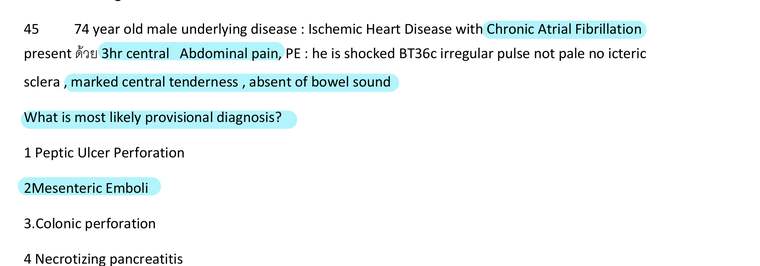 45 74 year old male underlying disease : Ischemic Heart Disease with Chronic Atrial Fibrillation
present ด้วย 3hr central Abdominal pain, PE : he is shocked BT36c irregular pulse not pale no icteric
sclera , marked central tenderness , absent of bowel sound
What is most likely provisional diagnosis?
1 Peptic Ulcer Perforation
2Mesenteric Emboli
3.Colonic perforation
4 Necrotizing pancreatitis